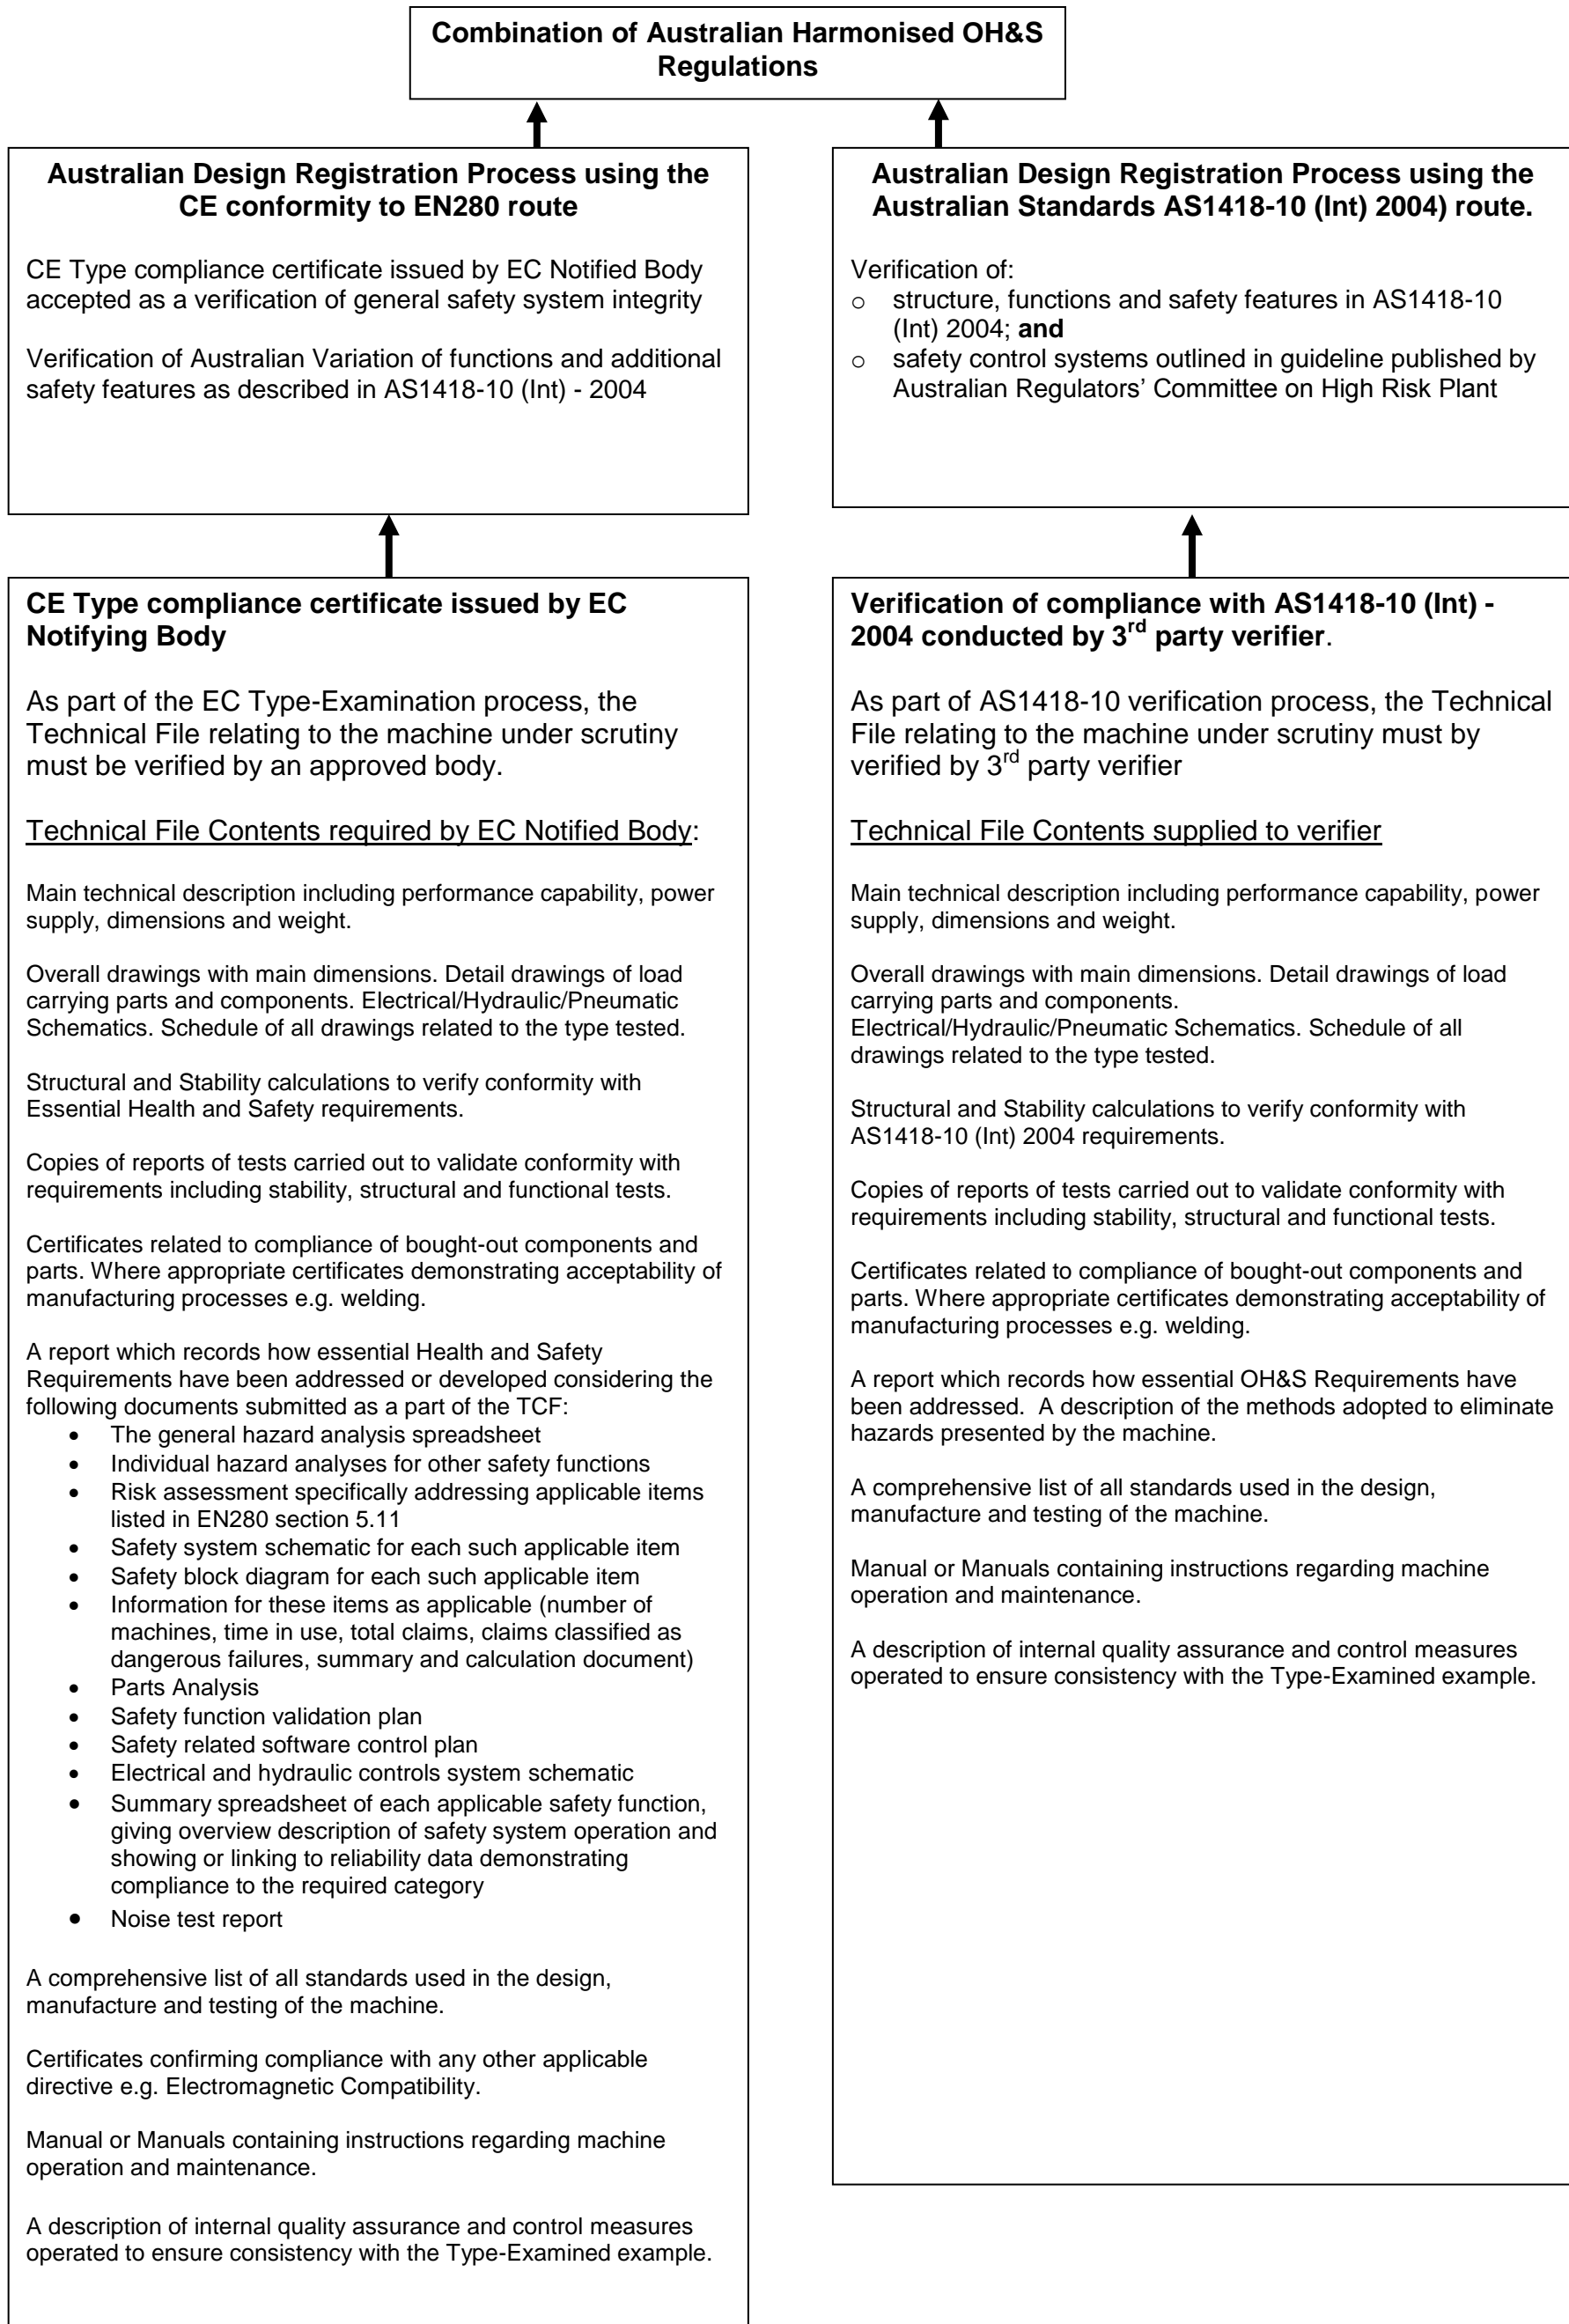 Combination of Australian Harmonised OH&S
Regulations
Australian Design Registration Process using the
CE conformity to EN280 route
CE Type compliance certificate issued by EC Notified Body
accepted as a verification of general safety system integrity
Verification of Australian Variation of functions and additional
safety features as described in AS1418-10 (Int) - 2004
Australian Design Registration Process using the
Australian Standards AS1418-10 (Int) 2004) route.
Verification of:
o structure, functions and safety features in AS1418-10
(Int) 2004; and
o safety control systems outlined in guideline published by
Australian Regulators’ Committee on High Risk Plant
CE Type compliance certificate issued by EC
Notifying Body
As part of the EC Type-Examination process, the
Technical File relating to the machine under scrutiny
must be verified by an approved body.
Technical File Contents required by EC Notified Body:
Main technical description including performance capability, power
supply, dimensions and weight.
Overall drawings with main dimensions. Detail drawings of load
carrying parts and components. Electrical/Hydraulic/Pneumatic
Schematics. Schedule of all drawings related to the type tested.
Structural and Stability calculations to verify conformity with
Essential Health and Safety requirements.
Copies of reports of tests carried out to validate conformity with
requirements including stability, structural and functional tests.
Certificates related to compliance of bought-out components and
parts. Where appropriate certificates demonstrating acceptability of
manufacturing processes e.g. welding.
A report which records how essential Health and Safety
Requirements have been addressed or developed considering the
following documents submitted as a part of the TCF:
• The general hazard analysis spreadsheet
• Individual hazard analyses for other safety functions
• Risk assessment specifically addressing applicable items
listed in EN280 section 5.11
• Safety system schematic for each such applicable item
• Safety block diagram for each such applicable item
• Information for these items as applicable (number of
machines, time in use, total claims, claims classified as
dangerous failures, summary and calculation document)
• Parts Analysis
• Safety function validation plan
• Safety related software control plan
• Electrical and hydraulic controls system schematic
• Summary spreadsheet of each applicable safety function,
giving overview description of safety system operation and
showing or linking to reliability data demonstrating
compliance to the required category
• Noise test report
A comprehensive list of all standards used in the design,
manufacture and testing of the machine.
Certificates confirming compliance with any other applicable
directive e.g. Electromagnetic Compatibility.
Manual or Manuals containing instructions regarding machine
operation and maintenance.
A description of internal quality assurance and control measures
operated to ensure consistency with the Type-Examined example.
Verification of compliance with AS1418-10 (Int) -
2004 conducted by 3rd party verifier.
As part of AS1418-10 verification process, the Technical
File relating to the machine under scrutiny must by
verified by 3rd party verifier
Technical File Contents supplied to verifier
Main technical description including performance capability, power
supply, dimensions and weight.
Overall drawings with main dimensions. Detail drawings of load
carrying parts and components.
Electrical/Hydraulic/Pneumatic Schematics. Schedule of all
drawings related to the type tested.
Structural and Stability calculations to verify conformity with
AS1418-10 (Int) 2004 requirements.
Copies of reports of tests carried out to validate conformity with
requirements including stability, structural and functional tests.
Certificates related to compliance of bought-out components and
parts. Where appropriate certificates demonstrating acceptability of
manufacturing processes e.g. welding.
A report which records how essential OH&S Requirements have
been addressed. A description of the methods adopted to eliminate
hazards presented by the machine.
A comprehensive list of all standards used in the design,
manufacture and testing of the machine.
Manual or Manuals containing instructions regarding machine
operation and maintenance.
A description of internal quality assurance and control measures
operated to ensure consistency with the Type-Examined example.